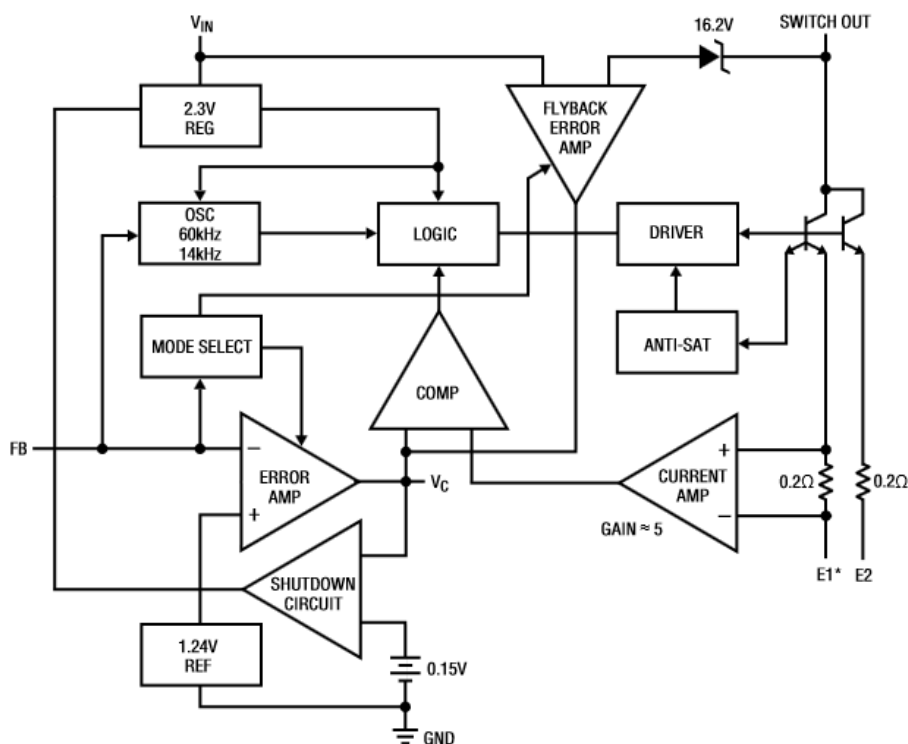 V_IN
16.2V
SWITCH OUT
2.3V
REG
FLYBACK
ERROR
AMP
OSC
60kHz
14kHz
LOGIC
DRIVER
MODE SELECT
ANTI-SAT
COMP
FB
−
ERROR
AMP
+
V_C
+
CURRENT
AMP
−
GAIN ≈ 5
0.2Ω
0.2Ω
E1*
E2
SHUTDOWN
CIRCUIT
1.24V
REF
0.15V
GND